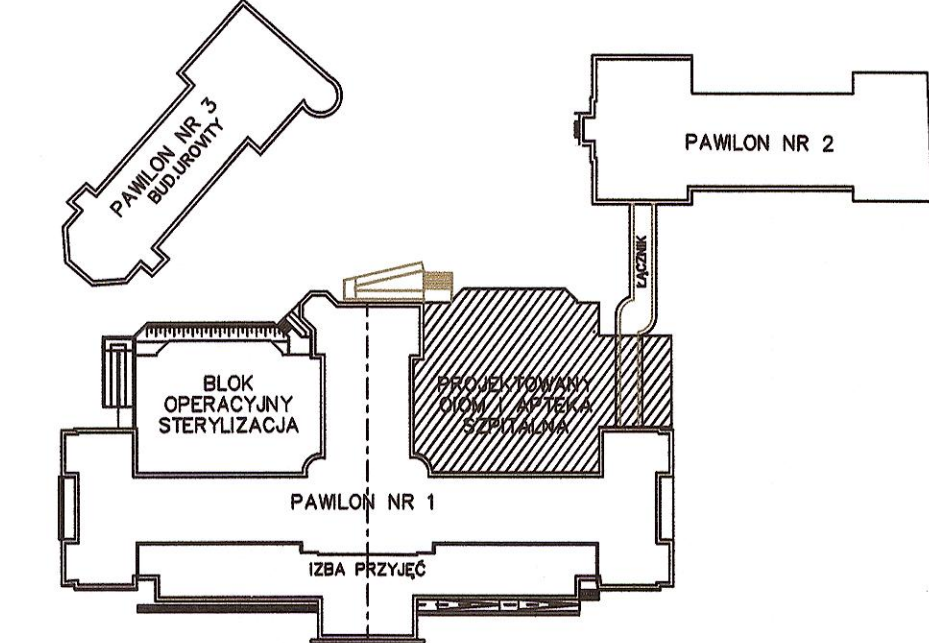 PAWILON NR 3
BUD.UROVITY
PAWILON NR 2
ŁĄCZNIK
BLOK
OPERACYJNY
STERYLIZACJA
PROJEKTOWANY
OIOM I APTEKA
SZPITALNA
PAWILON NR 1
IZBA PRZYJĘĆ